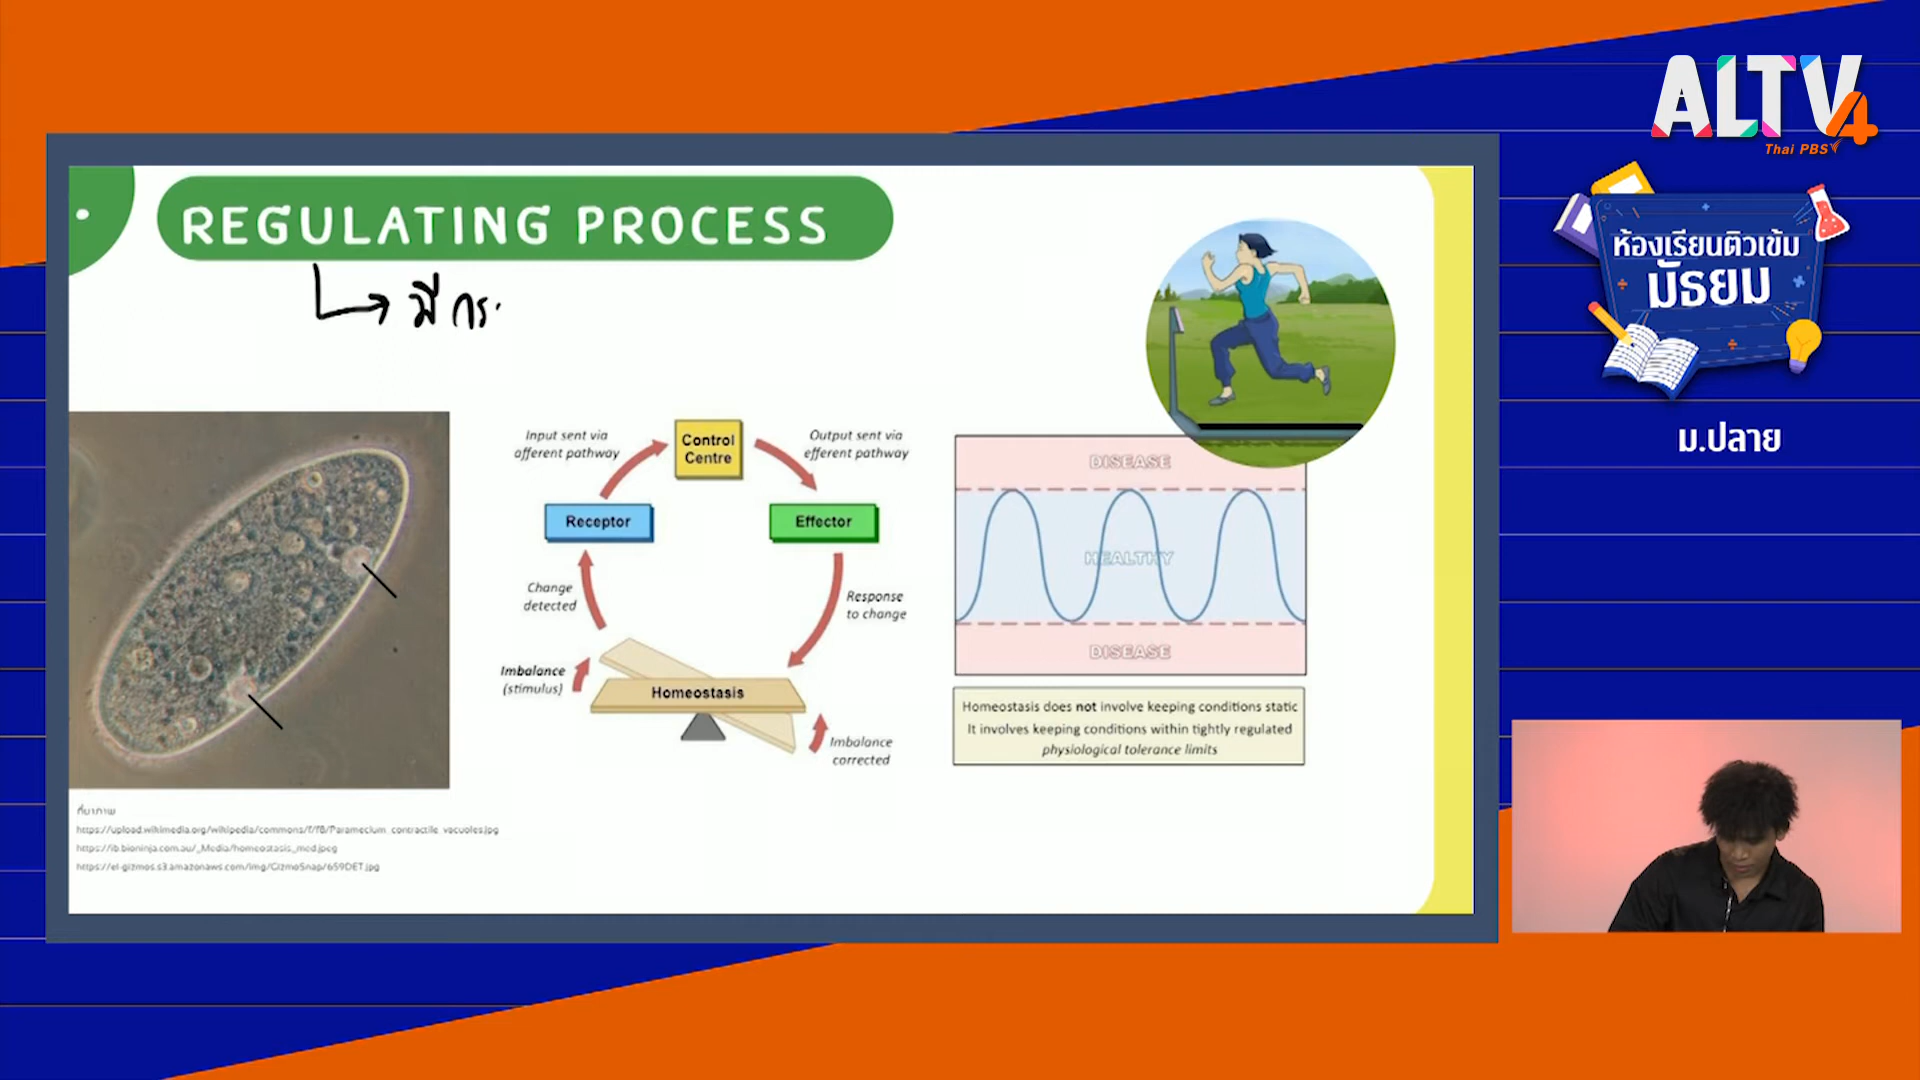 ALTV4
Thai PBS
ห้องเรียนติวเข้ม
มัธยม
ม.ปลาย
REGULATING PROCESS
มี กร
Input sent via
afferent pathway
Control
Centre
Output sent via
efferent pathway
Receptor
Effector
Change
detected
Response
to change
Imbalance
(stimulus)
Homeostasis
Imbalance
corrected
DISEASE
HEALTHY
DISEASE
Homeostasis does not involve keeping conditions static
It involves keeping conditions within tightly regulated
physiological tolerance limits
ที่มาภาพ
https://upload.wikimedia.org/wikipedia/commons/f/f8/Paramecium_contractile_vacuoles.jpg
https://ib.bioninja.com.au/_Media/homeostasis_med.jpeg
https://el-gizmos.s3.amazonaws.com/img/GizmoSnap/659DET.jpg